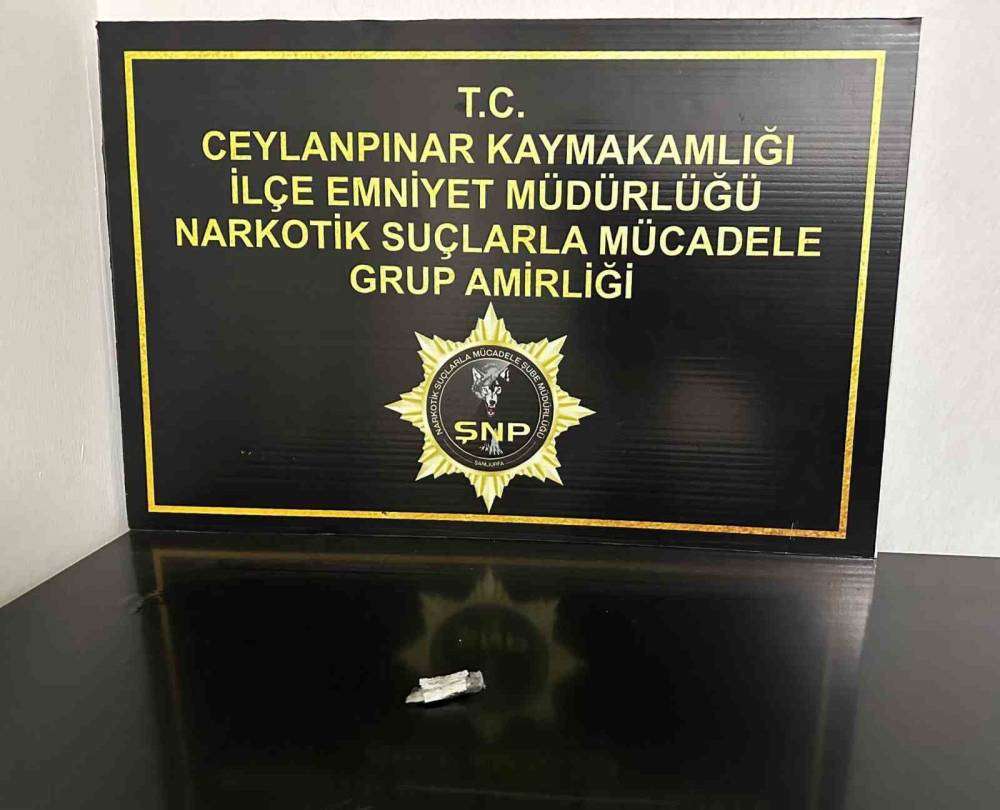 T.C.
CEYLANPINAR KAYMAKAMLIĞI
İLÇE EMNİYET MÜDÜRLÜĞÜ
NARKOTİK SUÇLARLA MÜCADELE
GRUP AMİRLİĞİ
NARKOTİK SUÇLARLA MÜCADELE ŞUBE MÜDÜRLÜĞÜ
ŞNP
ŞANLIURFA